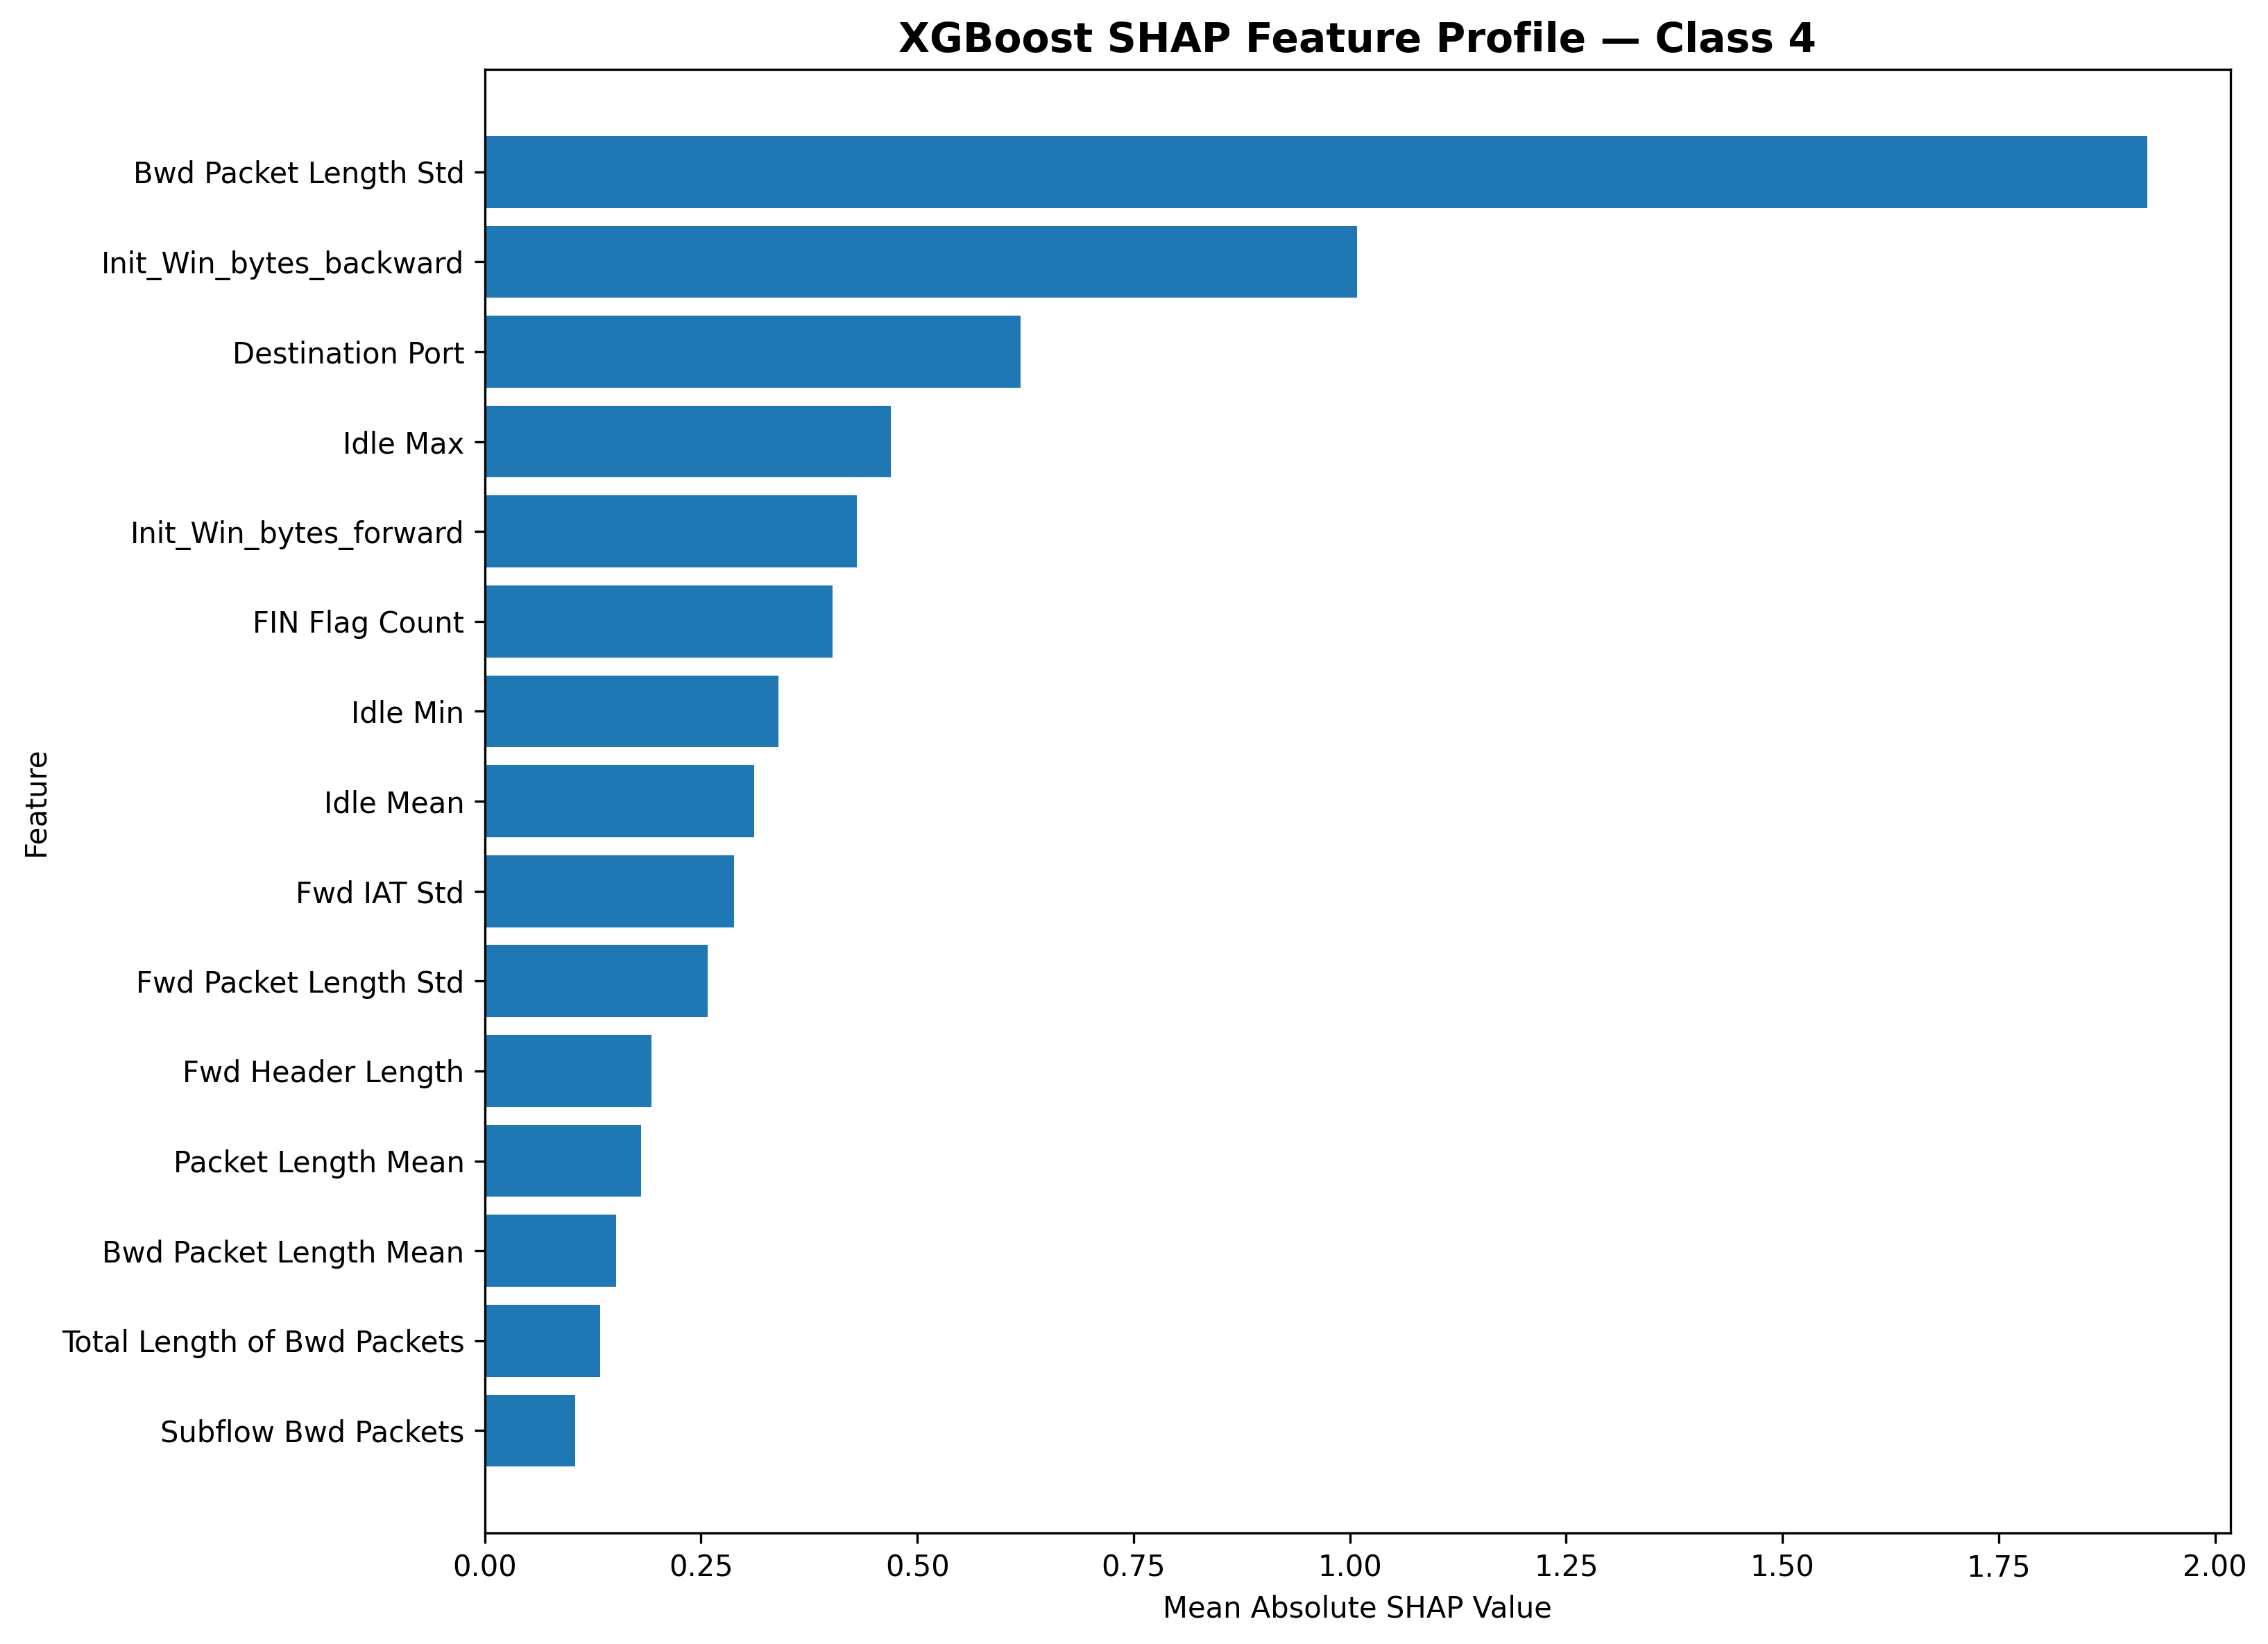 XGBoost SHAP Feature Profile — Class 4
Feature
Bwd Packet Length Std
Init_Win_bytes_backward
Destination Port
Idle Max
Init_Win_bytes_forward
FIN Flag Count
Idle Min
Idle Mean
Fwd IAT Std
Fwd Packet Length Std
Fwd Header Length
Packet Length Mean
Bwd Packet Length Mean
Total Length of Bwd Packets
Subflow Bwd Packets
0.00 0.25 0.50 0.75 1.00 1.25 1.50 1.75 2.00
Mean Absolute SHAP Value